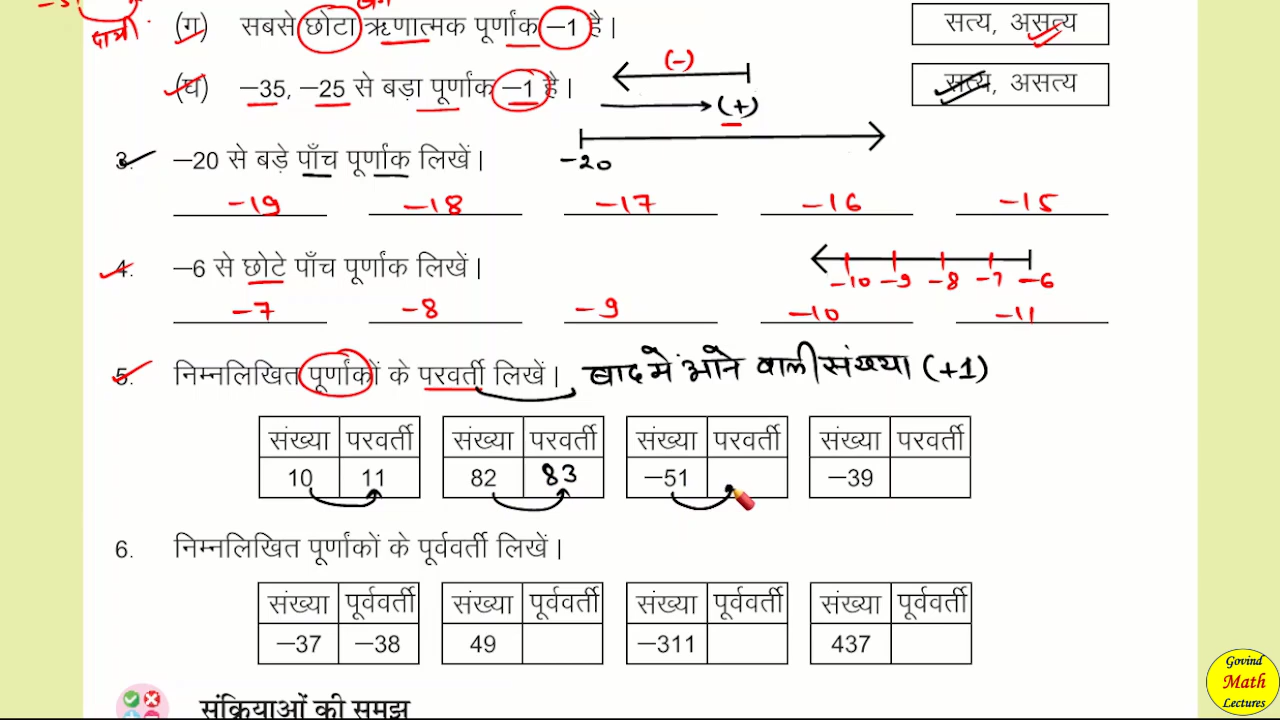 (ग) सबसे छोटा ऋणात्मक पूर्णांक –1 है। सत्य, असत्य
दात्री
(घ) –35, –25 से बड़ा पूर्णांक –1 है। (-) सत्य, असत्य
(+)
3. –20 से बड़े पाँच पूर्णांक लिखें। -20
-19 -18 -17 -16 -15
4. –6 से छोटे पाँच पूर्णांक लिखें। -10 -9 -8 -7 -6
-7 -8 -9 -10 -11
5. निम्नलिखित पूर्णांकों के परवर्ती लिखें। बाद मे आने वाली संख्या (+1)
संख्या परवर्ती संख्या परवर्ती संख्या परवर्ती संख्या परवर्ती
10 11 82 83 –51 –39
6. निम्नलिखित पूर्णांकों के पूर्ववर्ती लिखें।
संख्या पूर्ववर्ती संख्या पूर्ववर्ती संख्या पूर्ववर्ती संख्या पूर्ववर्ती
–37 –38 49 –311 437
संक्रियाओं की समझ
Govind
Math
Lectures